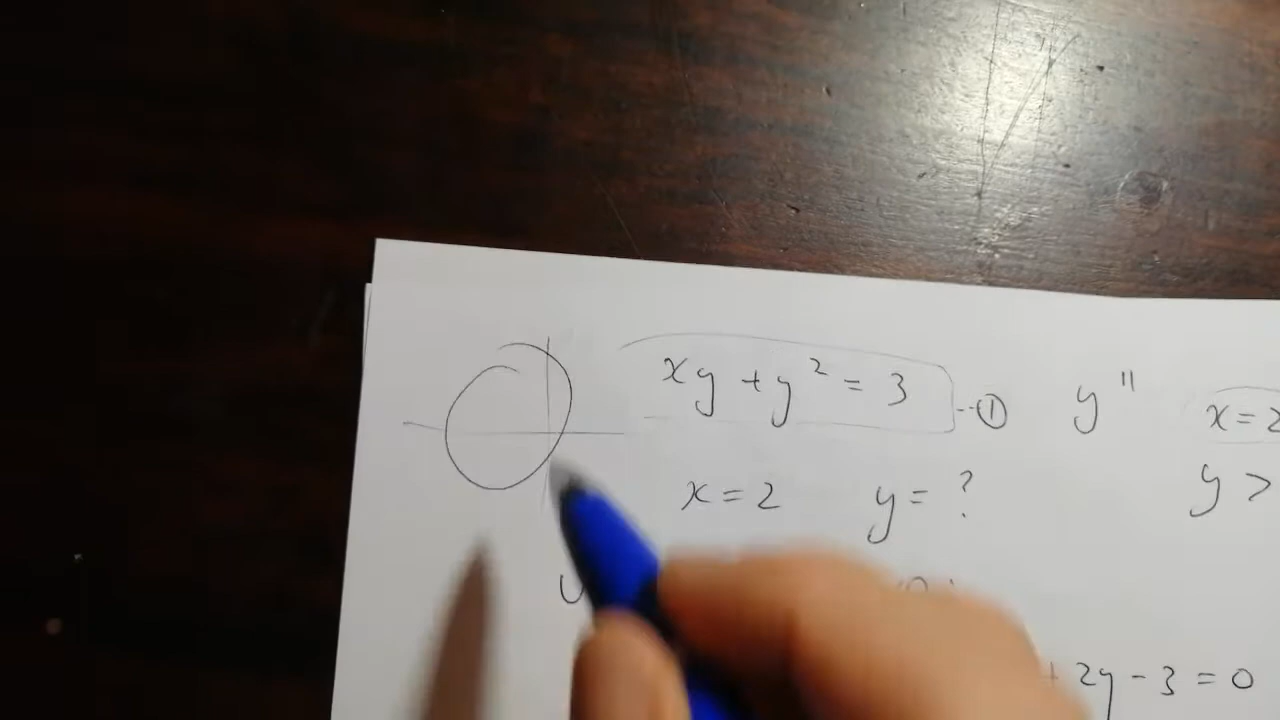 xy + y² = 3 --① y" x = 2
x = 2 y = ? y >
+ 2y - 3 = 0